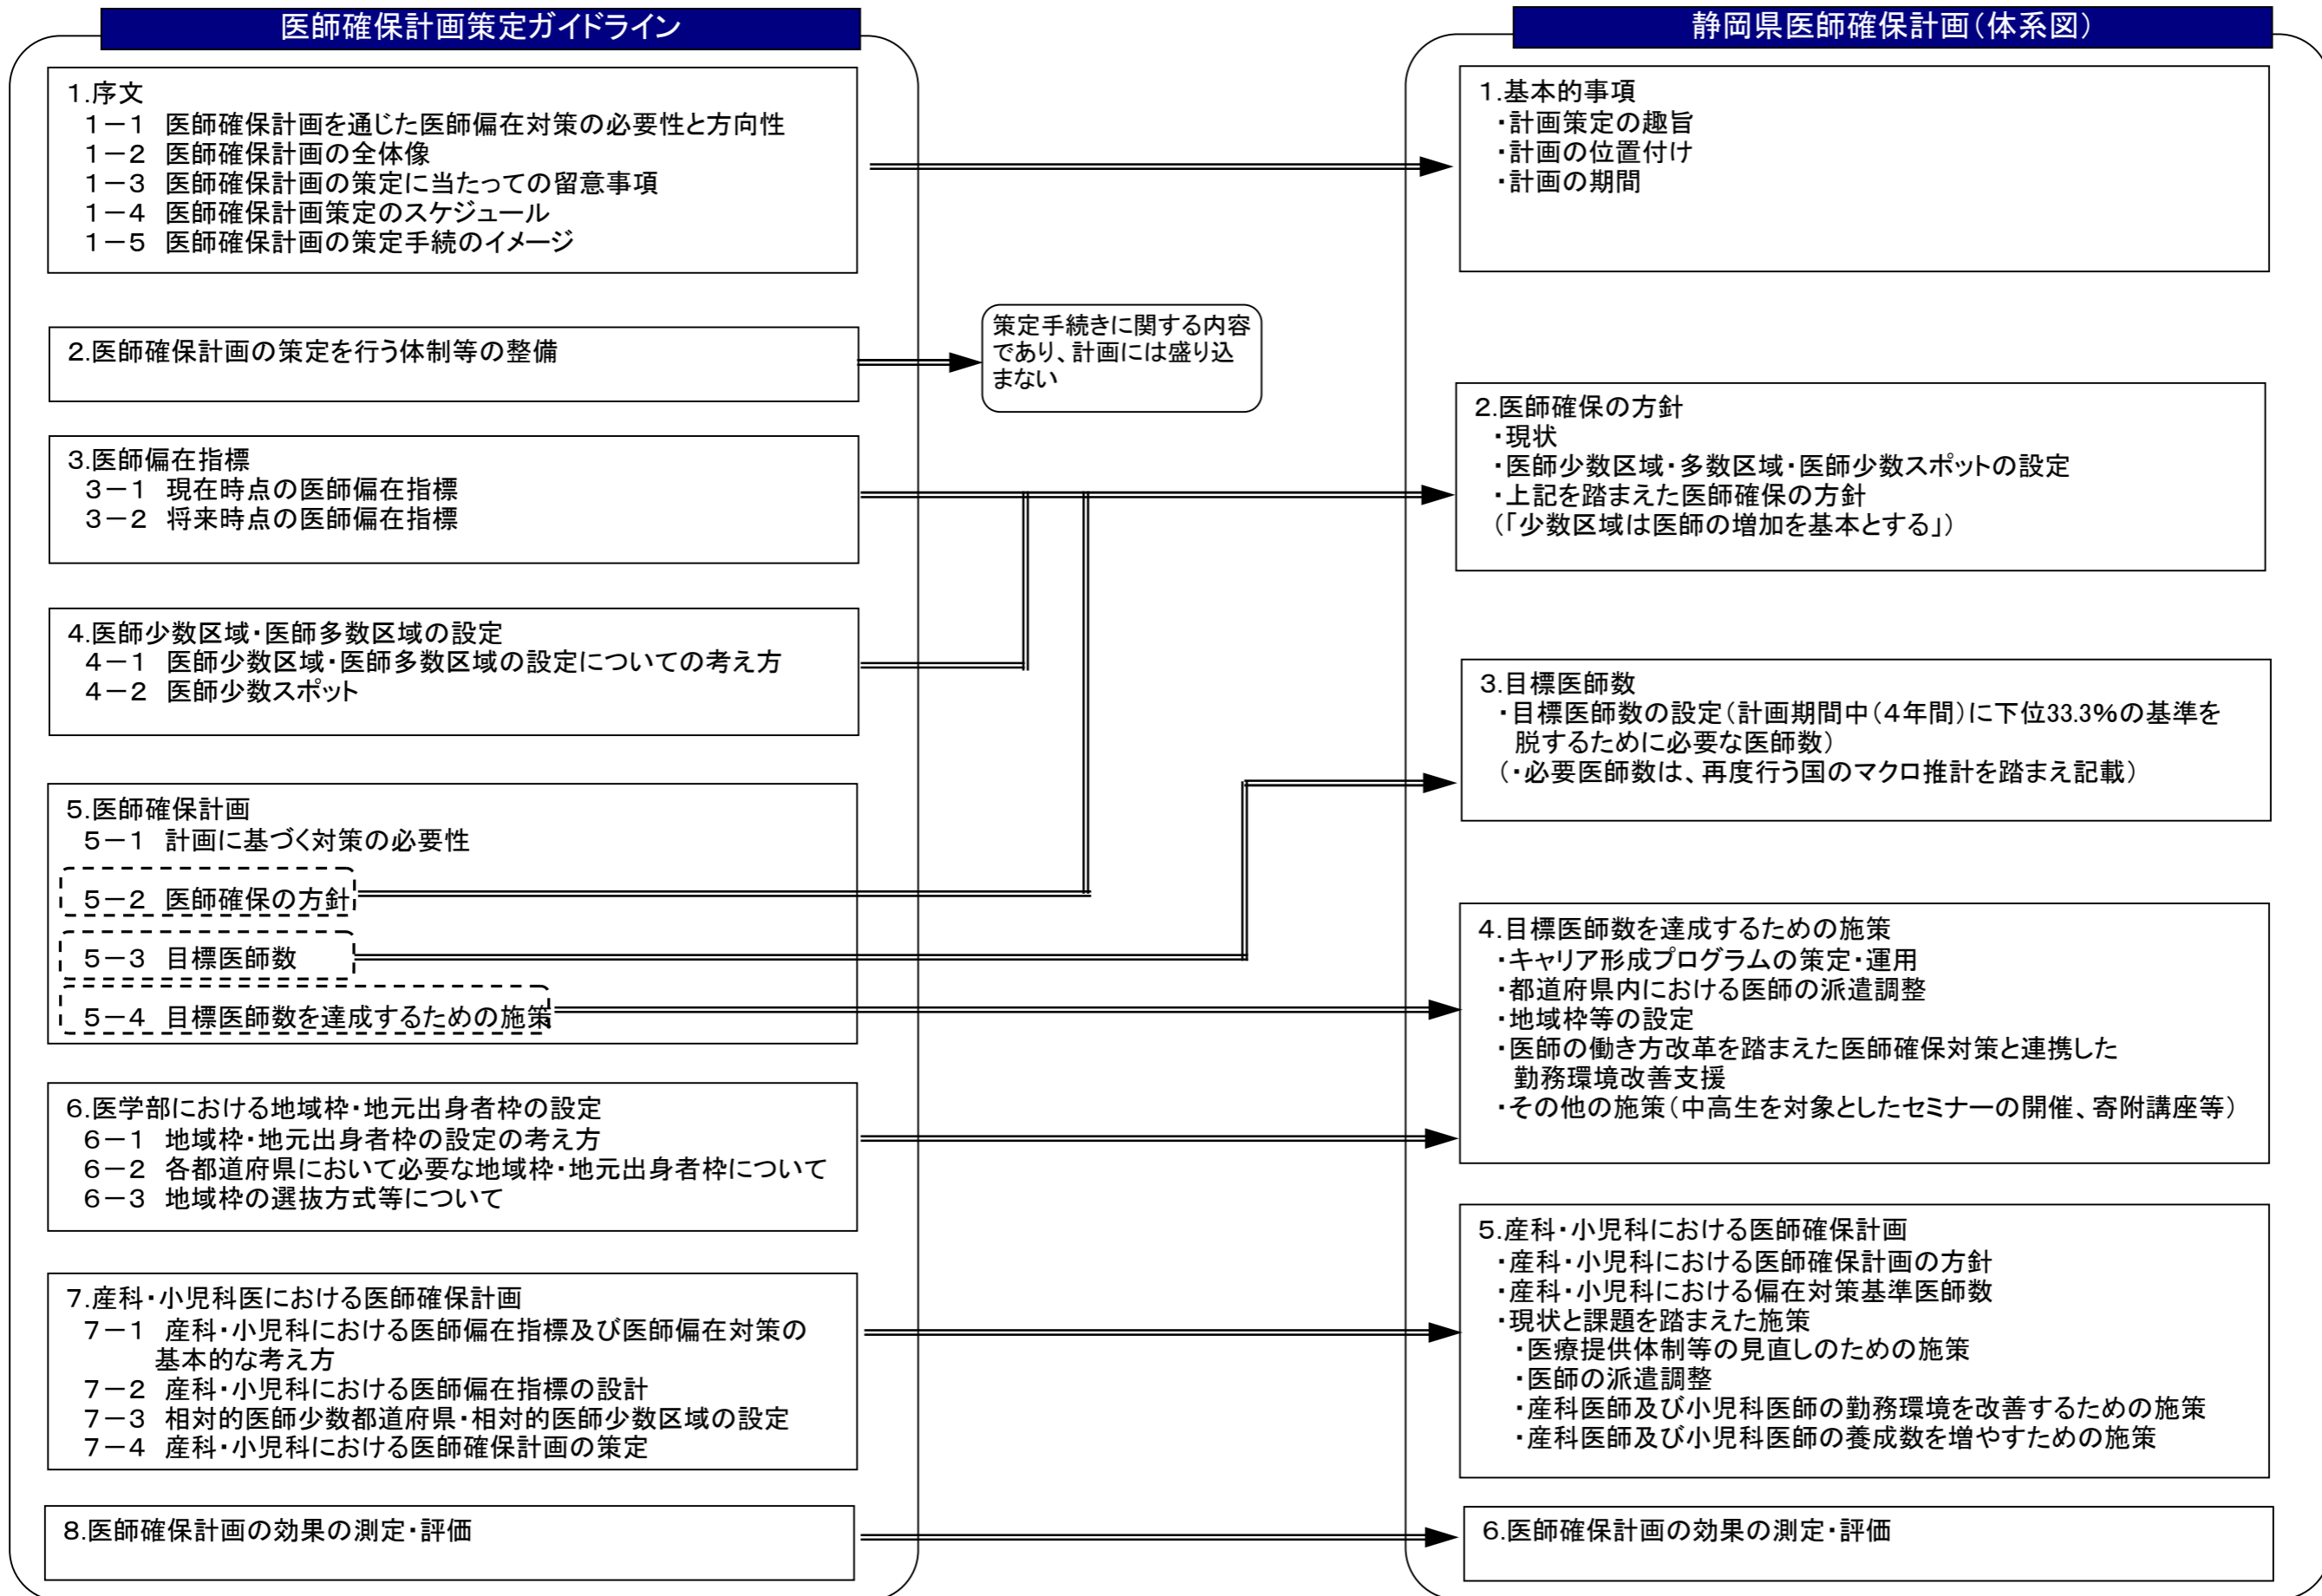 医師確保計画策定ガイドライン
1.序文
1－1　医師確保計画を通じた医師偏在対策の必要性と方向性
1－2　医師確保計画の全体像
1－3　医師確保計画の策定に当たっての留意事項
1－4　医師確保計画策定のスケジュール
1－5　医師確保計画の策定手続のイメージ
2.医師確保計画の策定を行う体制等の整備
策定手続きに関する内容
であり、計画には盛り込
まない
3.医師偏在指標
3－1　現在時点の医師偏在指標
3－2　将来時点の医師偏在指標
4.医師少数区域・医師多数区域の設定
4－1　医師少数区域・医師多数区域の設定についての考え方
4－2　医師少数スポット
5.医師確保計画
5－1　計画に基づく対策の必要性
5－2　医師確保の方針
5－3　目標医師数
5－4　目標医師数を達成するための施策
6.医学部における地域枠・地元出身者枠の設定
6－1　地域枠・地元出身者枠の設定の考え方
6－2　各都道府県において必要な地域枠・地元出身者枠について
6－3　地域枠の選抜方式等について
7.産科・小児科医における医師確保計画
7－1　産科・小児科における医師偏在指標及び医師偏在対策の
基本的な考え方
7－2　産科・小児科における医師偏在指標の設計
7－3　相対的医師少数都道府県・相対的医師少数区域の設定
7－4　産科・小児科における医師確保計画の策定
8.医師確保計画の効果の測定・評価
静岡県医師確保計画（体系図）
1.基本的事項
・計画策定の趣旨
・計画の位置付け
・計画の期間
2.医師確保の方針
・現状
・医師少数区域・多数区域・医師少数スポットの設定
・上記を踏まえた医師確保の方針
（「少数区域は医師の増加を基本とする」）
3.目標医師数
・目標医師数の設定（計画期間中（4年間）に下位33.3%の基準を
脱するために必要な医師数）
（・必要医師数は、再度行う国のマクロ推計を踏まえ記載）
4.目標医師数を達成するための施策
・キャリア形成プログラムの策定・運用
・都道府県内における医師の派遣調整
・地域枠等の設定
・医師の働き方改革を踏まえた医師確保対策と連携した
勤務環境改善支援
・その他の施策（中高生を対象としたセミナーの開催、寄附講座等）
5.産科・小児科における医師確保計画
・産科・小児科における医師確保計画の方針
・産科・小児科における偏在対策基準医師数
・現状と課題を踏まえた施策
・医療提供体制等の見直しのための施策
・医師の派遣調整
・産科医師及び小児科医師の勤務環境を改善するための施策
・産科医師及び小児科医師の養成数を増やすための施策
6.医師確保計画の効果の測定・評価